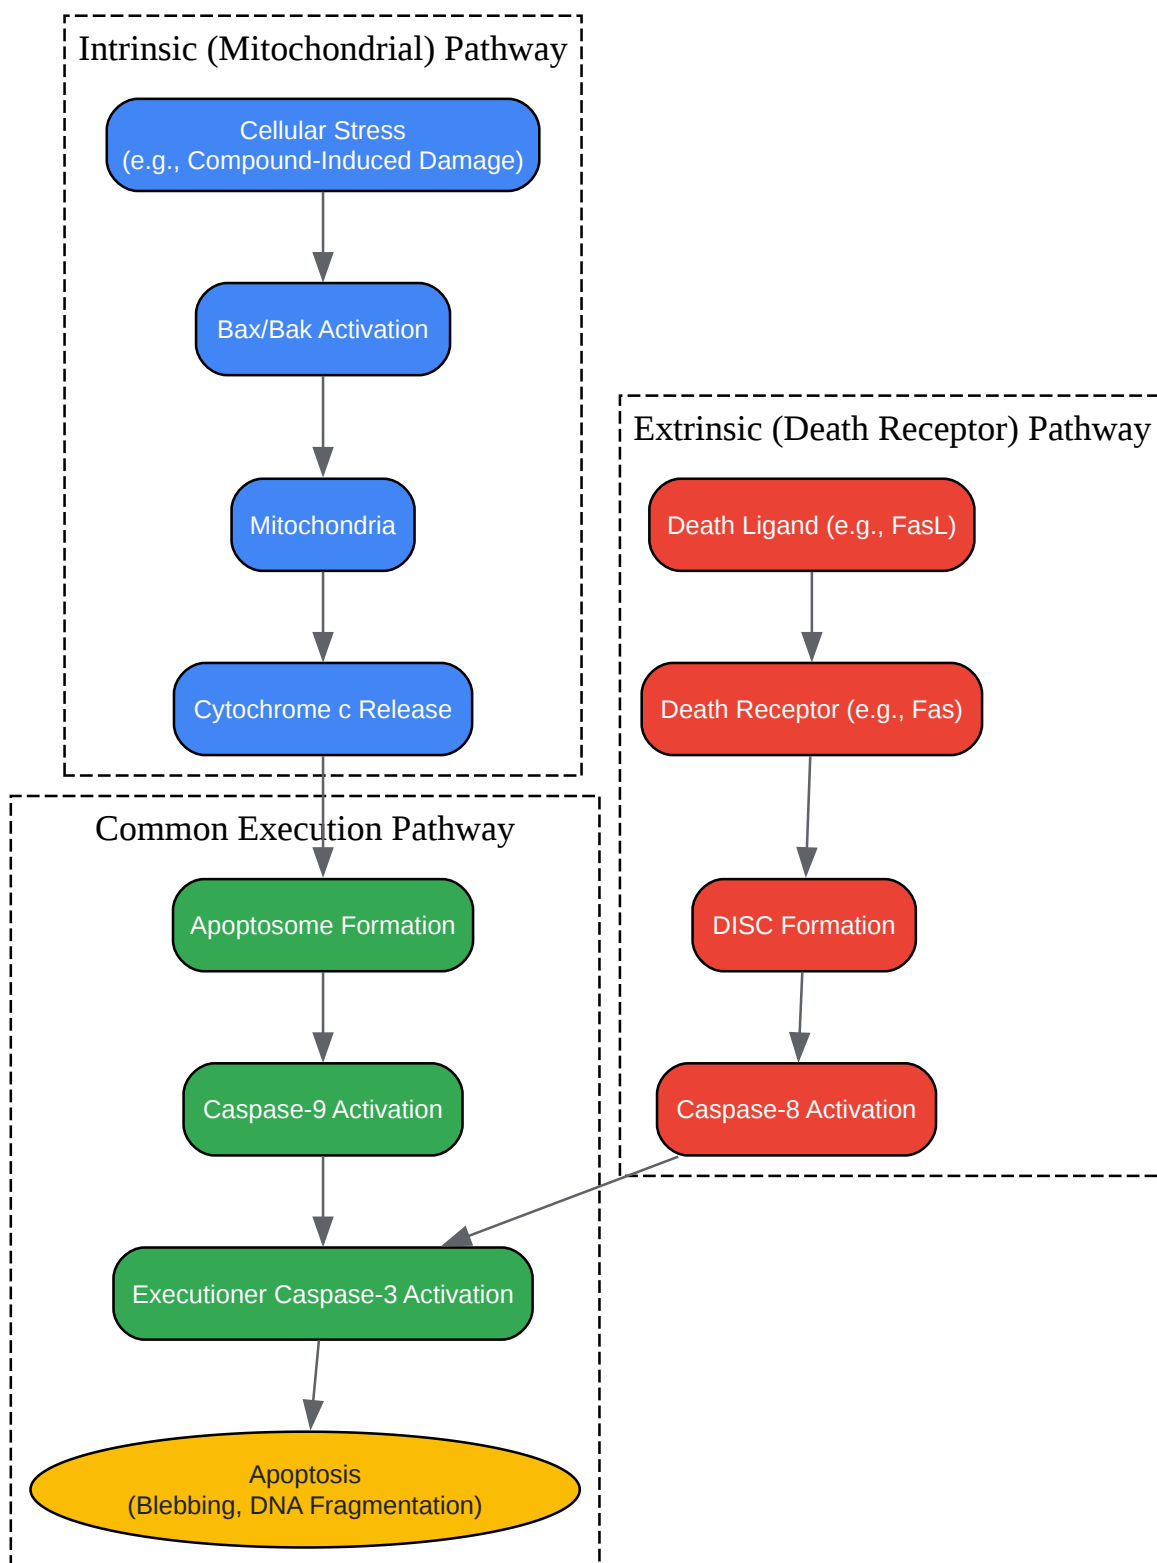 Intrinsic (Mitochondrial) Pathway
Cellular Stress
(e.g., Compound-Induced Damage)
Bax/Bak Activation
Mitochondria
Cytochrome c Release
Extrinsic (Death Receptor) Pathway
Death Ligand (e.g., FasL)
Death Receptor (e.g., Fas)
DISC Formation
Caspase-8 Activation
Common Execution Pathway
Apoptosome Formation
Caspase-9 Activation
Executioner Caspase-3 Activation
Apoptosis
(Blebbing, DNA Fragmentation)